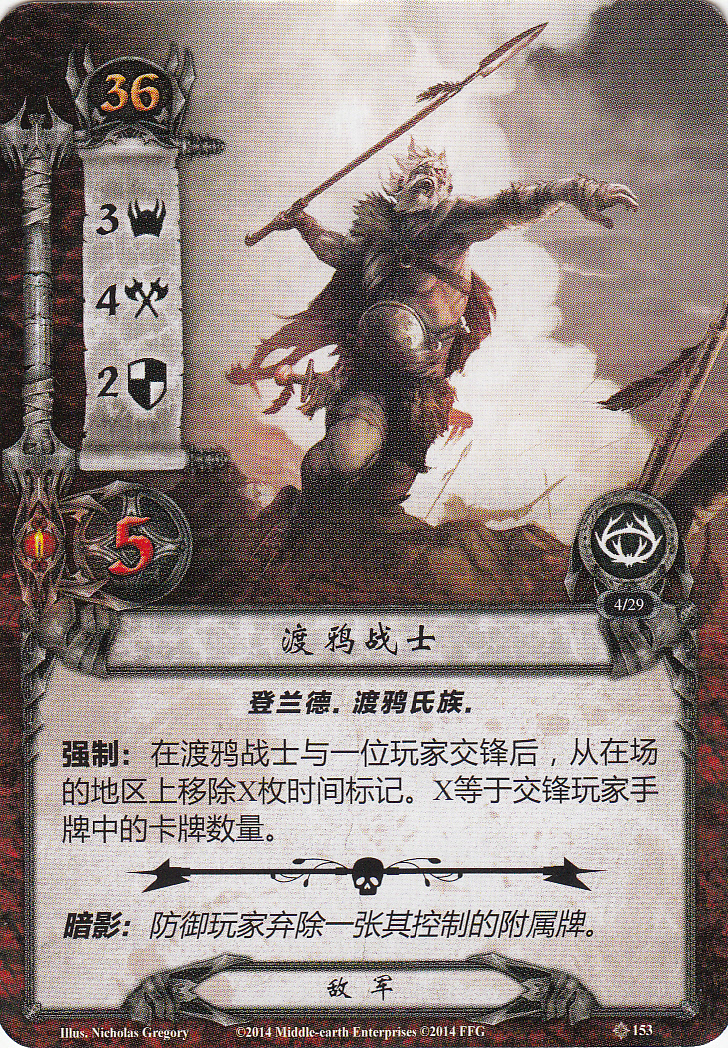 36
3
4
2
5
4/29
渡鸦战士
登兰德. 渡鸦氏族.
强制：在渡鸦战士与一位玩家交锋后，从在场
的地区上移除X枚时间标记。X等于交锋玩家手
牌中的卡牌数量。
暗影：防御玩家弃除一张其控制的附属牌。
敌军
Illus. Nicholas Gregory ©2014 Middle-earth Enterprises ©2014 FFG 153